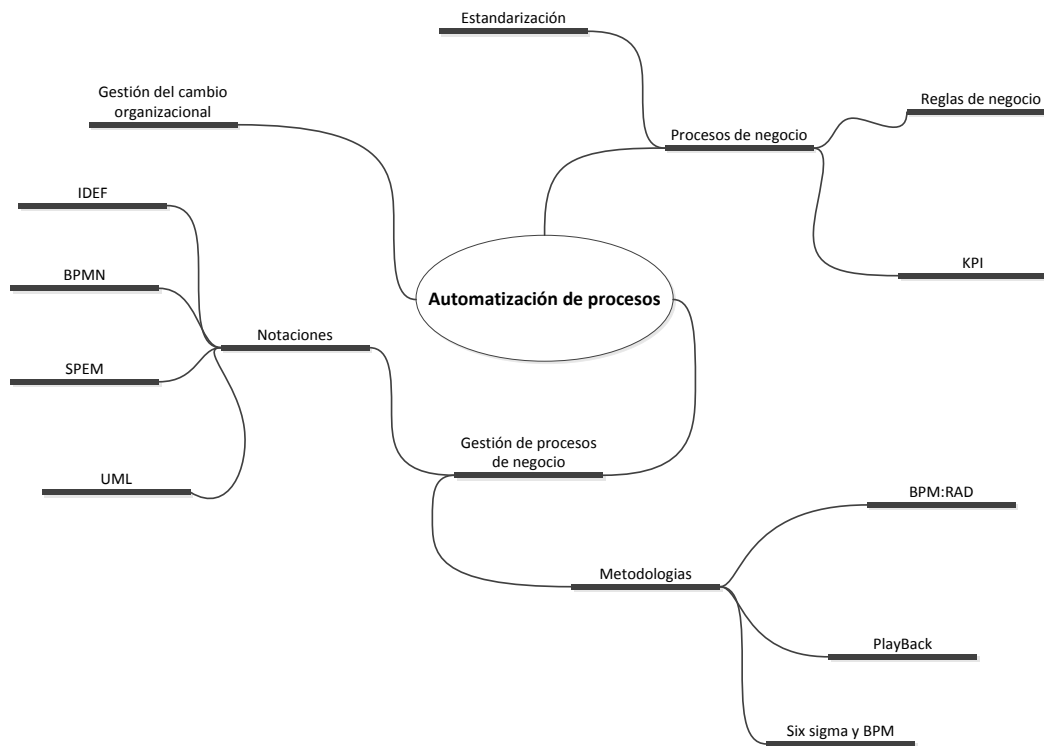 Estandarización
Gestión del cambio
organizacional
Reglas de negocio
Procesos de negocio
IDEF
KPI
BPMN
Automatización de procesos
Notaciones
SPEM
Gestión de procesos
de negocio
UML
BPM:RAD
Metodologias
PlayBack
Six sigma y BPM